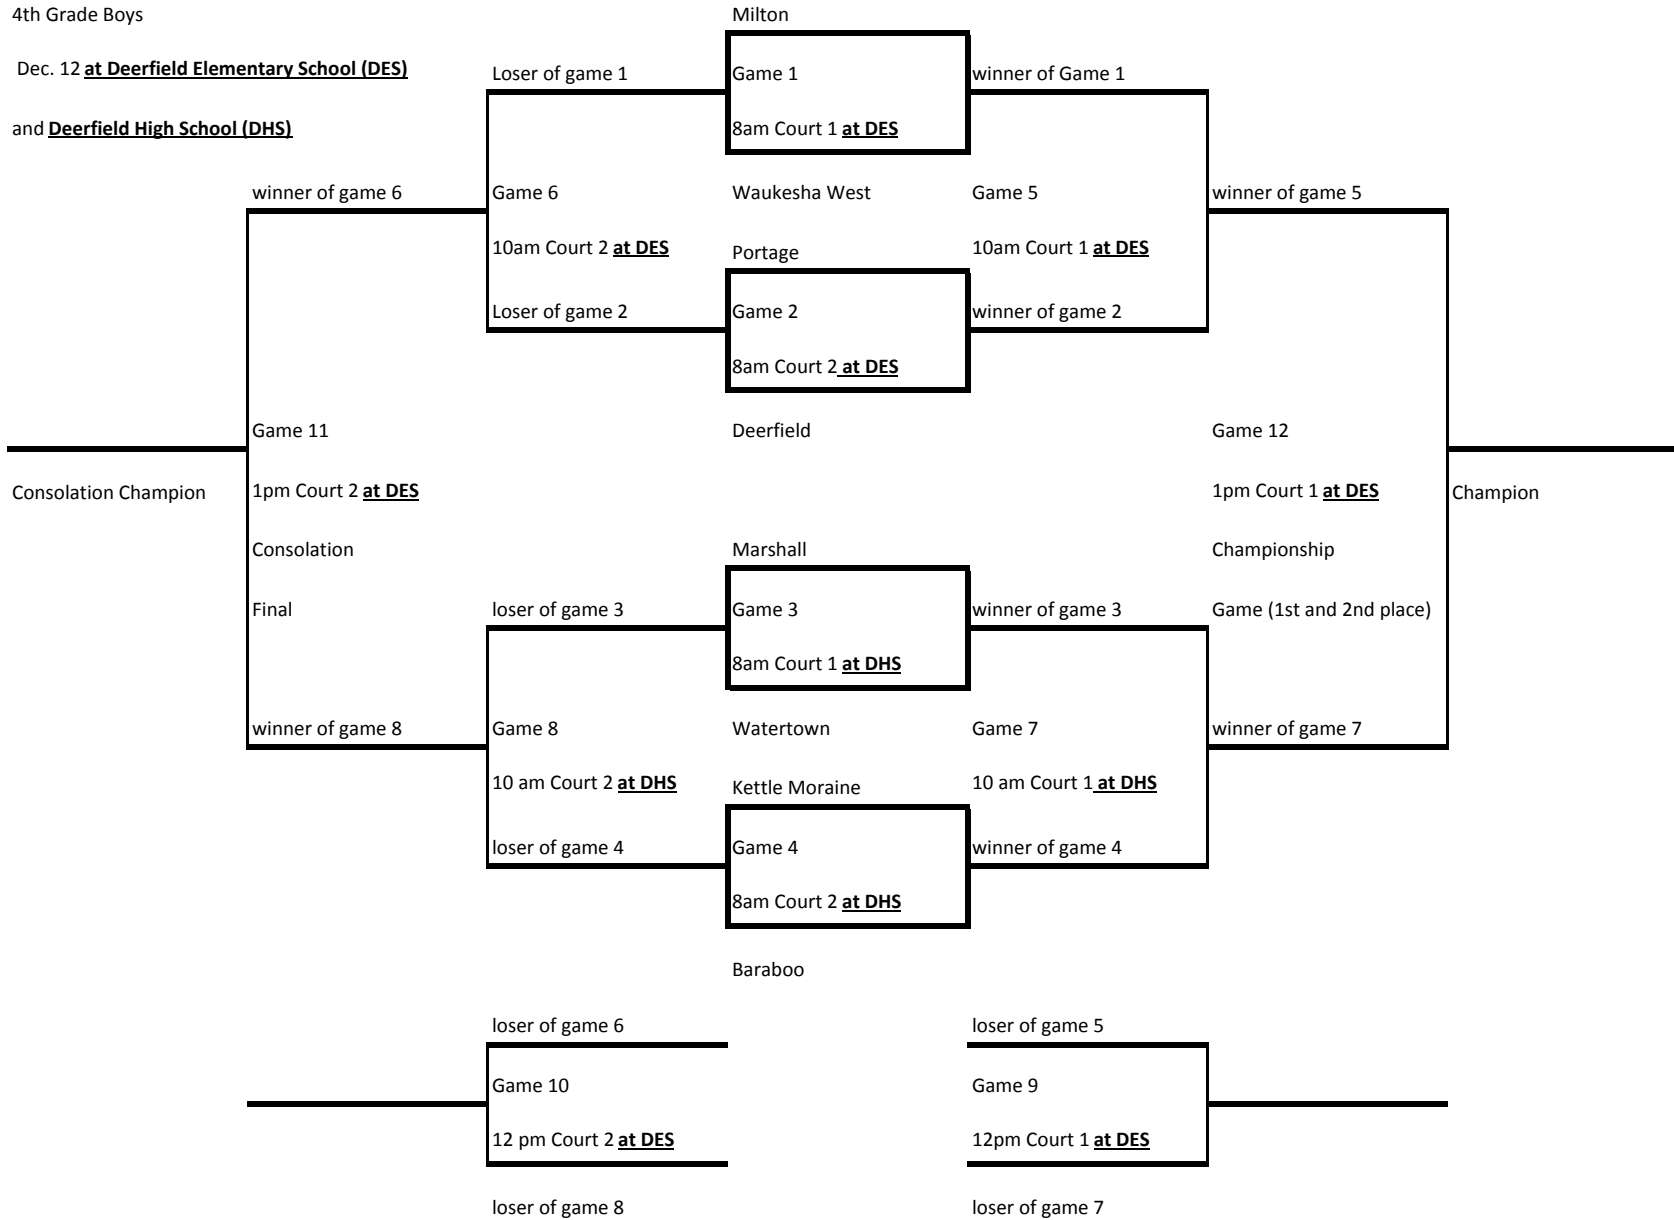 4th Grade Boys
Milton
Dec. 12 at Deerfield Elementary School (DES)
Loser of game 1
Game 1
winner of Game 1
and Deerfield High School (DHS)
8am Court 1 at DES
winner of game 6
Game 6
Waukesha West
Game 5
winner of game 5
10am Court 2 at DES
Portage
10am Court 1 at DES
Loser of game 2
Game 2
winner of game 2
8am Court 2 at DES
Game 11
Deerfield
Game 12
Consolation Champion
1pm Court 2 at DES
1pm Court 1 at DES
Champion
Consolation
Marshall
Championship
Final
loser of game 3
Game 3
winner of game 3
Game (1st and 2nd place)
8am Court 1 at DHS
winner of game 8
Game 8
Watertown
Game 7
winner of game 7
10 am Court 2 at DHS
Kettle Moraine
10 am Court 1 at DHS
loser of game 4
Game 4
winner of game 4
8am Court 2 at DHS
Baraboo
loser of game 6
loser of game 5
Game 10
Game 9
12 pm Court 2 at DES
12pm Court 1 at DES
loser of game 8
loser of game 7